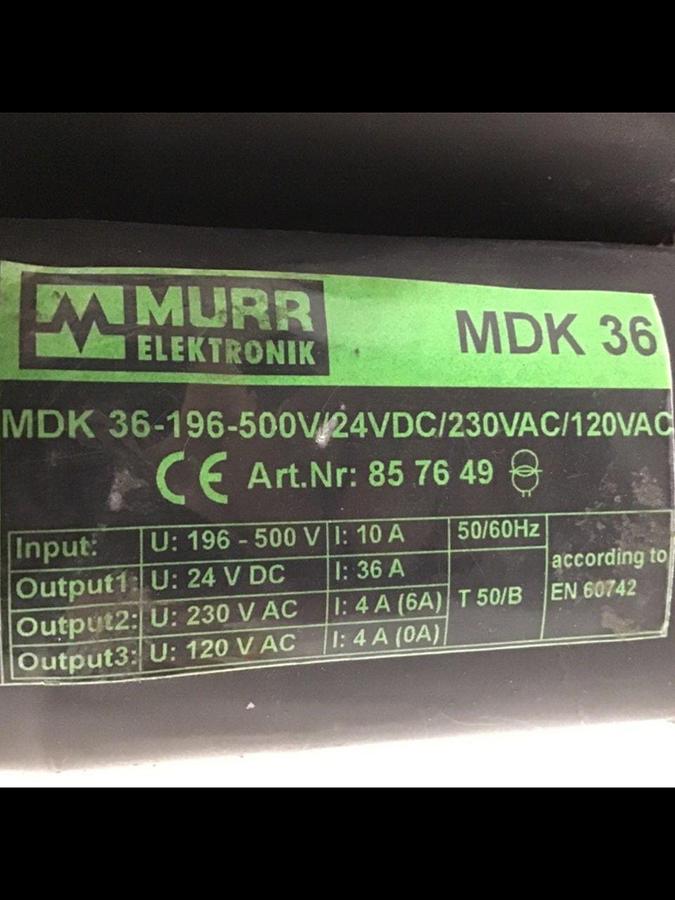 MURR
ELEKTRONIK
MDK 36
MDK 36-196-500V/24VDC/230VAC/120VAC
CE Art.Nr: 85 76 49
Input: U: 196 - 500 V I: 10 A 50/60Hz
Output1: U: 24 V DC I: 36 A
Output2: U: 230 V AC I: 4 A (6A) T 50/B
Output3: U: 120 V AC I: 4 A (0A)
according to
EN 60742